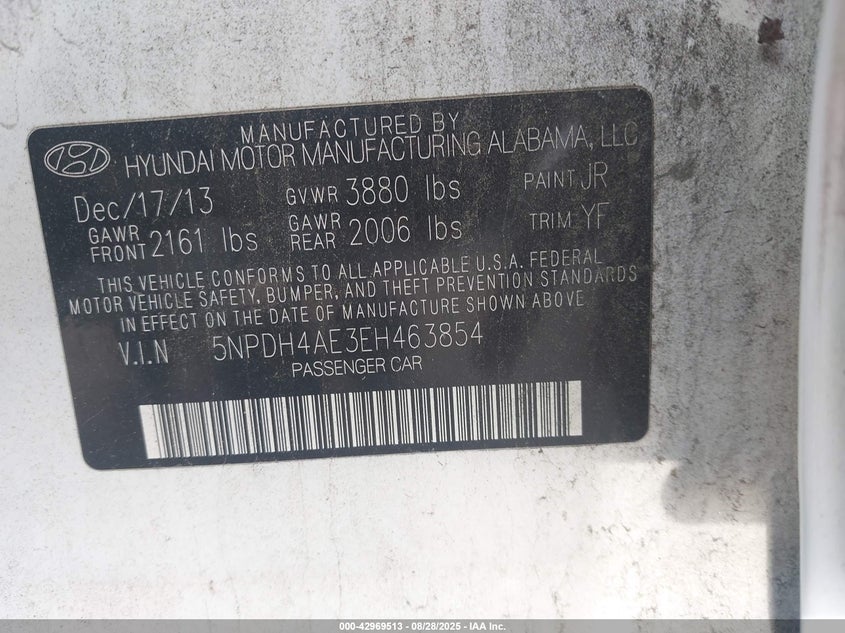 MANUFACTURED BY
HYUNDAI MOTOR MANUFACTURING ALABAMA, LLC
Dec/17/13 GVWR 3880 lbs PAINT JR
GAWR FRONT 2161 lbs GAWR REAR 2006 lbs TRIM YF
THIS VEHICLE CONFORMS TO ALL APPLICABLE U.S.A. FEDERAL
MOTOR VEHICLE SAFETY, BUMPER, AND THEFT PREVENTION STANDARDS
IN EFFECT ON THE DATE OF MANUFACTURE SHOWN ABOVE
V.I.N 5NPDH4AE3EH463854
PASSENGER CAR
000-42969513 - 08/28/2025 - IAA Inc.